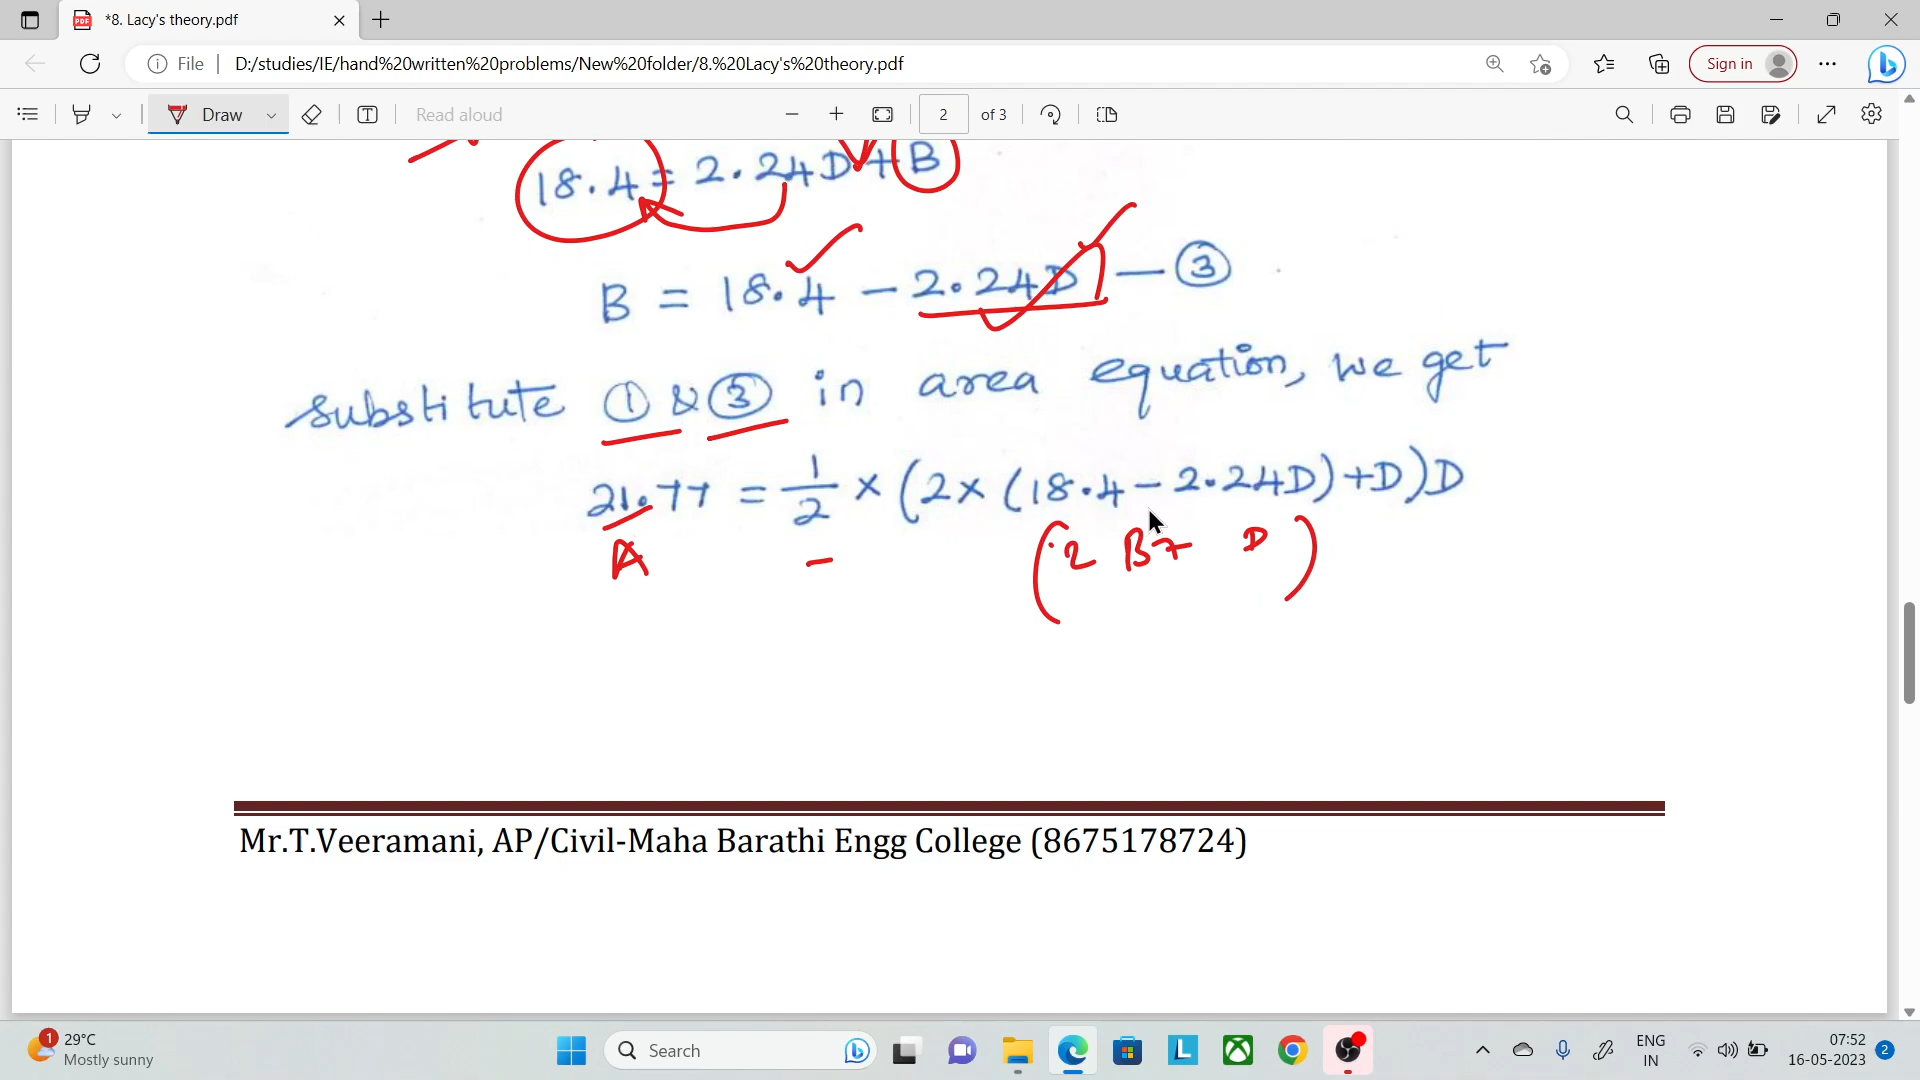 *8. Lacy's theory.pdf
File D:/studies/IE/hand%20written%20problems/New%20folder/8.%20Lacy's%20theory.pdf Sign in
Draw Read aloud 2 of 3
18.4 = 2.24D + B
B = 18.4 - 2.24D - ③
substitute ① & ③ in area equation, we get
21.77 = 1/2 × (2× (18.4 - 2.24D) + D) D
A - (2 B+ D)
Mr.T.Veeramani, AP/Civil-Maha Barathi Engg College (8675178724)
1 29°C
Mostly sunny
Search
ENG
IN
07:52
16-05-2023 2